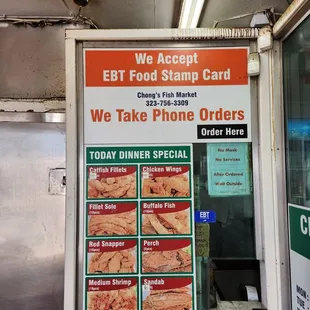 We Accept
EBT Food Stamp Card
Chong's Fish Market
323-756-3309
We Take Phone Orders
Order Here
TODAY DINNER SPECIAL
Catfish Fillets
Chicken Wings
Fillet Sole
Buffalo Fish
Red Snapper
Perch
Medium Shrimp
Sandab
No Mask
No Services
After Ordered
Wait Outside
EBT